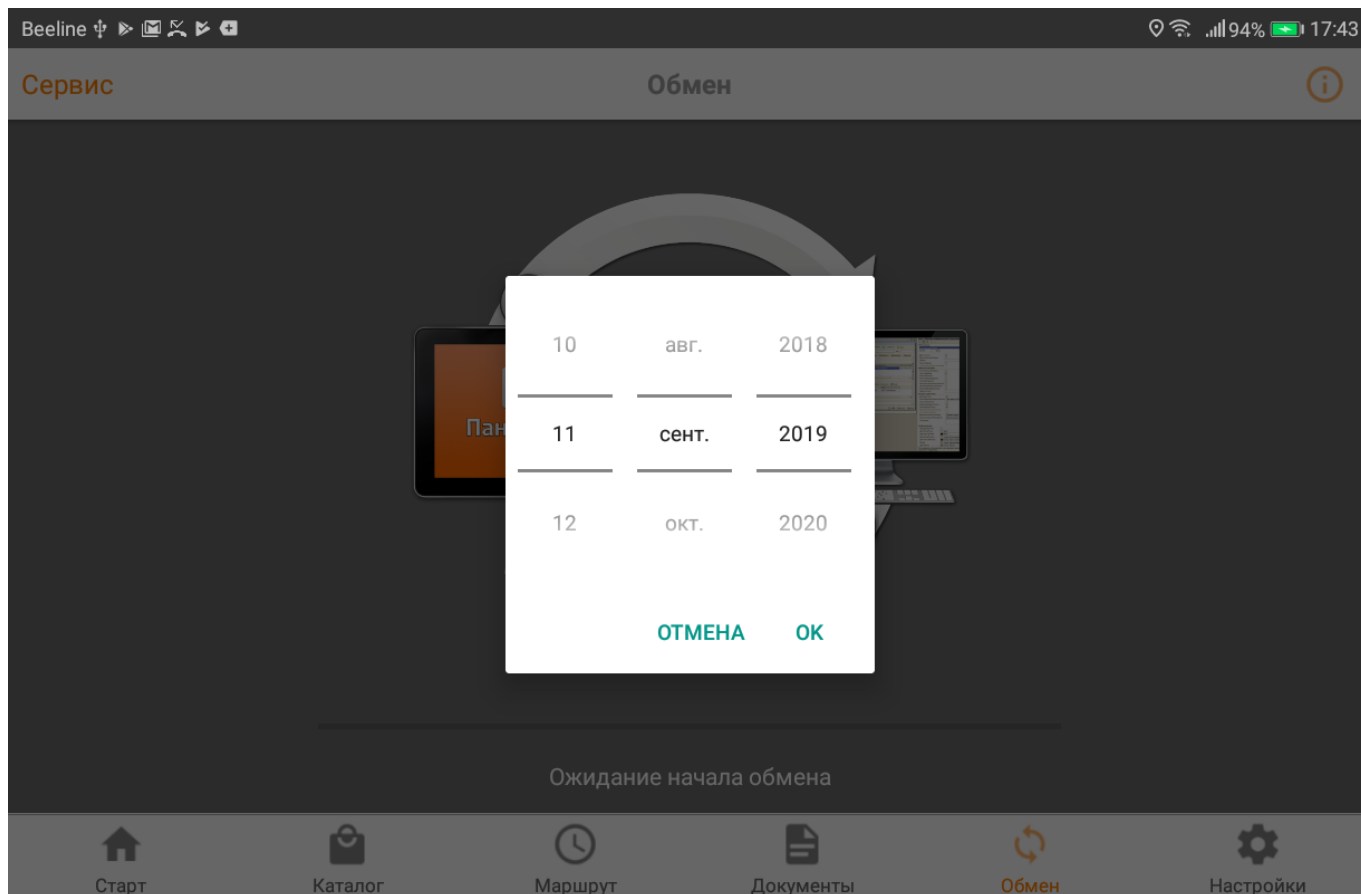 Beeline 94% 17:43
Сервис Обмен
10 авг. 2018
Пан 11 сент. 2019
12 окт. 2020
ОТМЕНА OK
Ожидание начала обмена
Старт Каталог Маршрут Документы Обмен Настройки